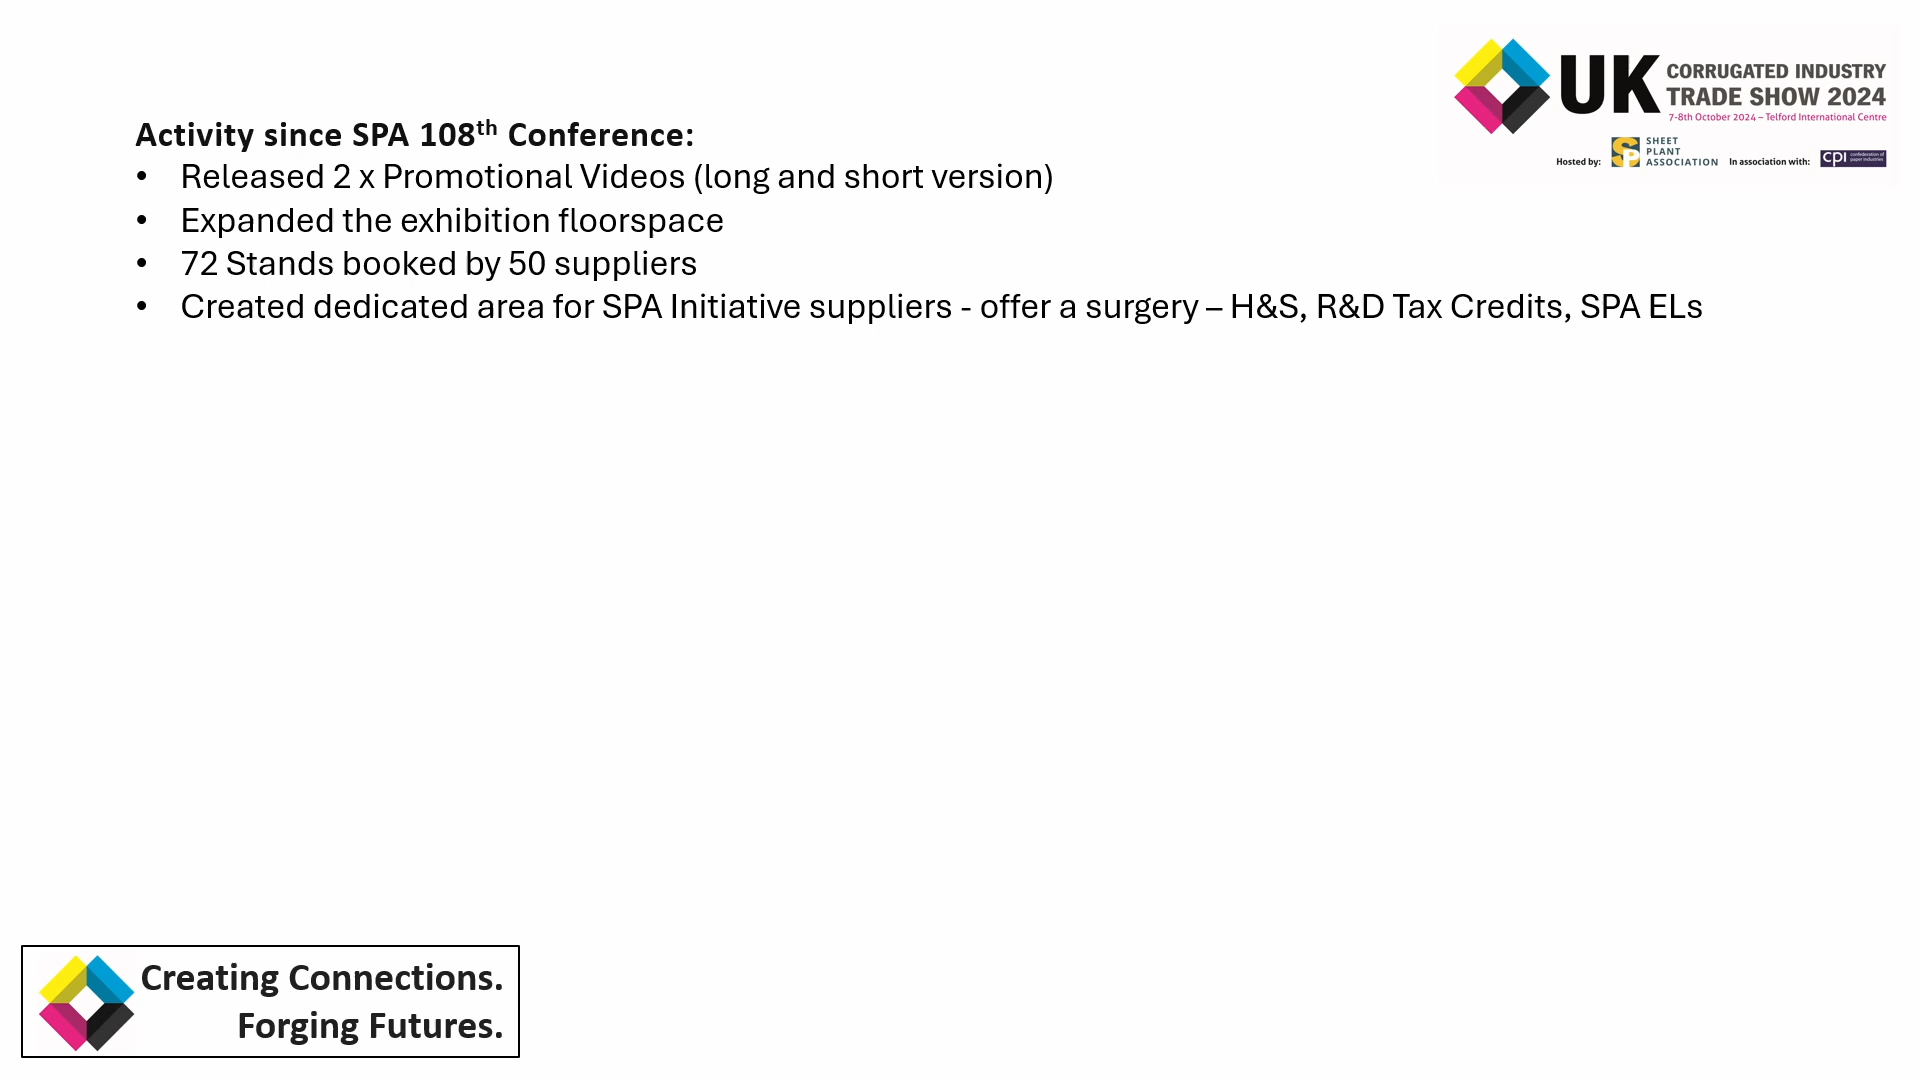 UK CORRUGATED INDUSTRY
TRADE SHOW 2024
7-8th October 2024 – Telford International Centre
Hosted by: SP SHEET PLANT ASSOCIATION In association with: cpi confederation of paper industries
Activity since SPA 108th Conference:
• Released 2 x Promotional Videos (long and short version)
• Expanded the exhibition floorspace
• 72 Stands booked by 50 suppliers
• Created dedicated area for SPA Initiative suppliers - offer a surgery – H&S, R&D Tax Credits, SPA ELs
Creating Connections.
Forging Futures.